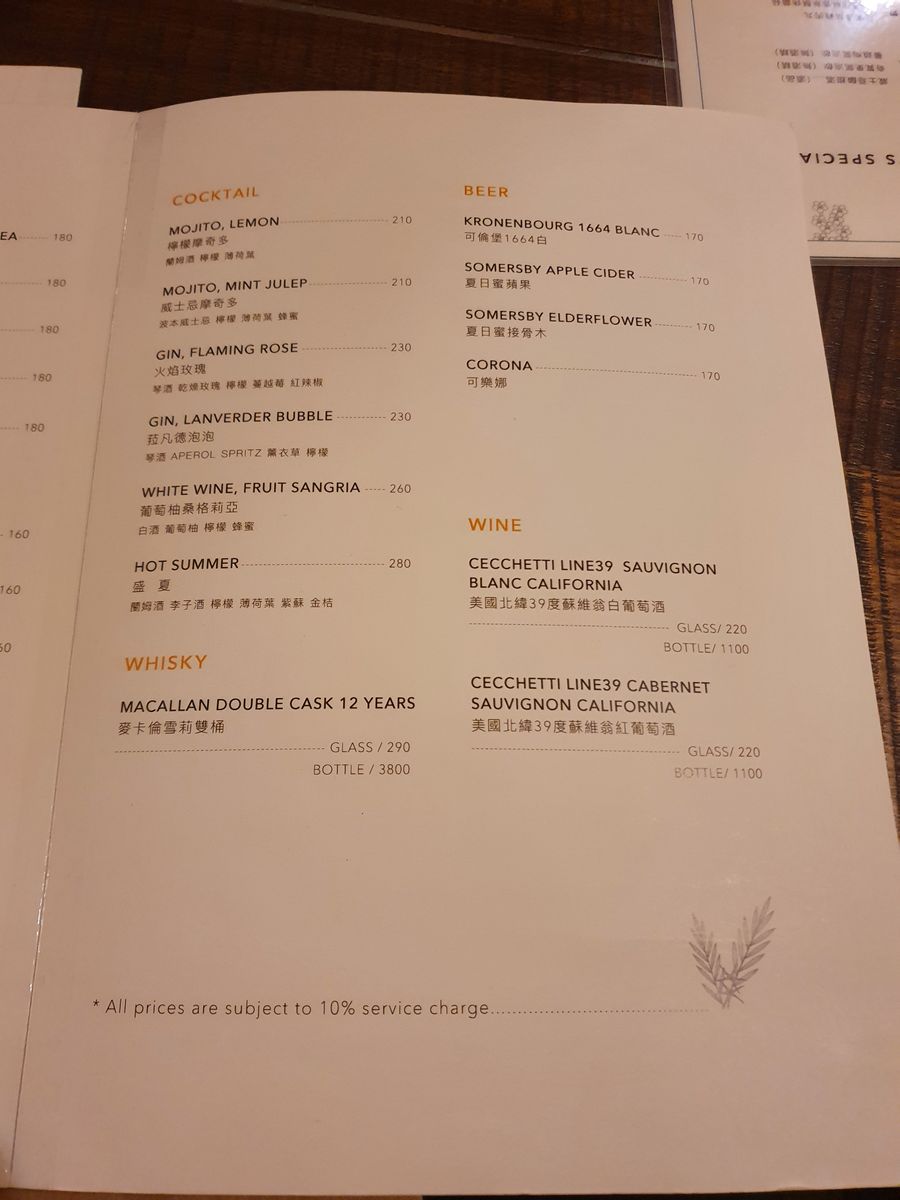 EA 180
180
180
180
180
160
160
COCKTAIL
MOJITO, LEMON 210
檸檬摩奇多
蘭姆酒 檸檬 薄荷葉
MOJITO, MINT JULEP 210
威士忌摩奇多
波本威士忌 檸檬 薄荷葉 蜂蜜
GIN, FLAMING ROSE 230
火焰玫瑰
琴酒 乾燥玫瑰 檸檬 蔓越莓 紅辣椒
GIN, LANVERDER BUBBLE 230
菈凡德泡泡
琴酒 APEROL SPRITZ 薰衣草 檸檬
WHITE WINE, FRUIT SANGRIA 260
葡萄柚桑格莉亞
白酒 葡萄柚 檸檬 蜂蜜
HOT SUMMER 280
盛 夏
蘭姆酒 李子酒 檸檬 薄荷葉 紫蘇 金桔
WHISKY
MACALLAN DOUBLE CASK 12 YEARS
麥卡倫雪莉雙桶
GLASS / 290
BOTTLE / 3800
BEER
KRONENBOURG 1664 BLANC 170
可倫堡1664白
SOMERSBY APPLE CIDER 170
夏日蜜蘋果
SOMERSBY ELDERFLOWER 170
夏日蜜接骨木
CORONA 170
可樂娜
WINE
CECCHETTI LINE39 SAUVIGNON
BLANC CALIFORNIA
美國北緯39度蘇維翁白葡萄酒
GLASS/ 220
BOTTLE/ 1100
CECCHETTI LINE39 CABERNET
SAUVIGNON CALIFORNIA
美國北緯39度蘇維翁紅葡萄酒
GLASS/ 220
BOTTLE/ 1100
* All prices are subject to 10% service charge
S SPECIA